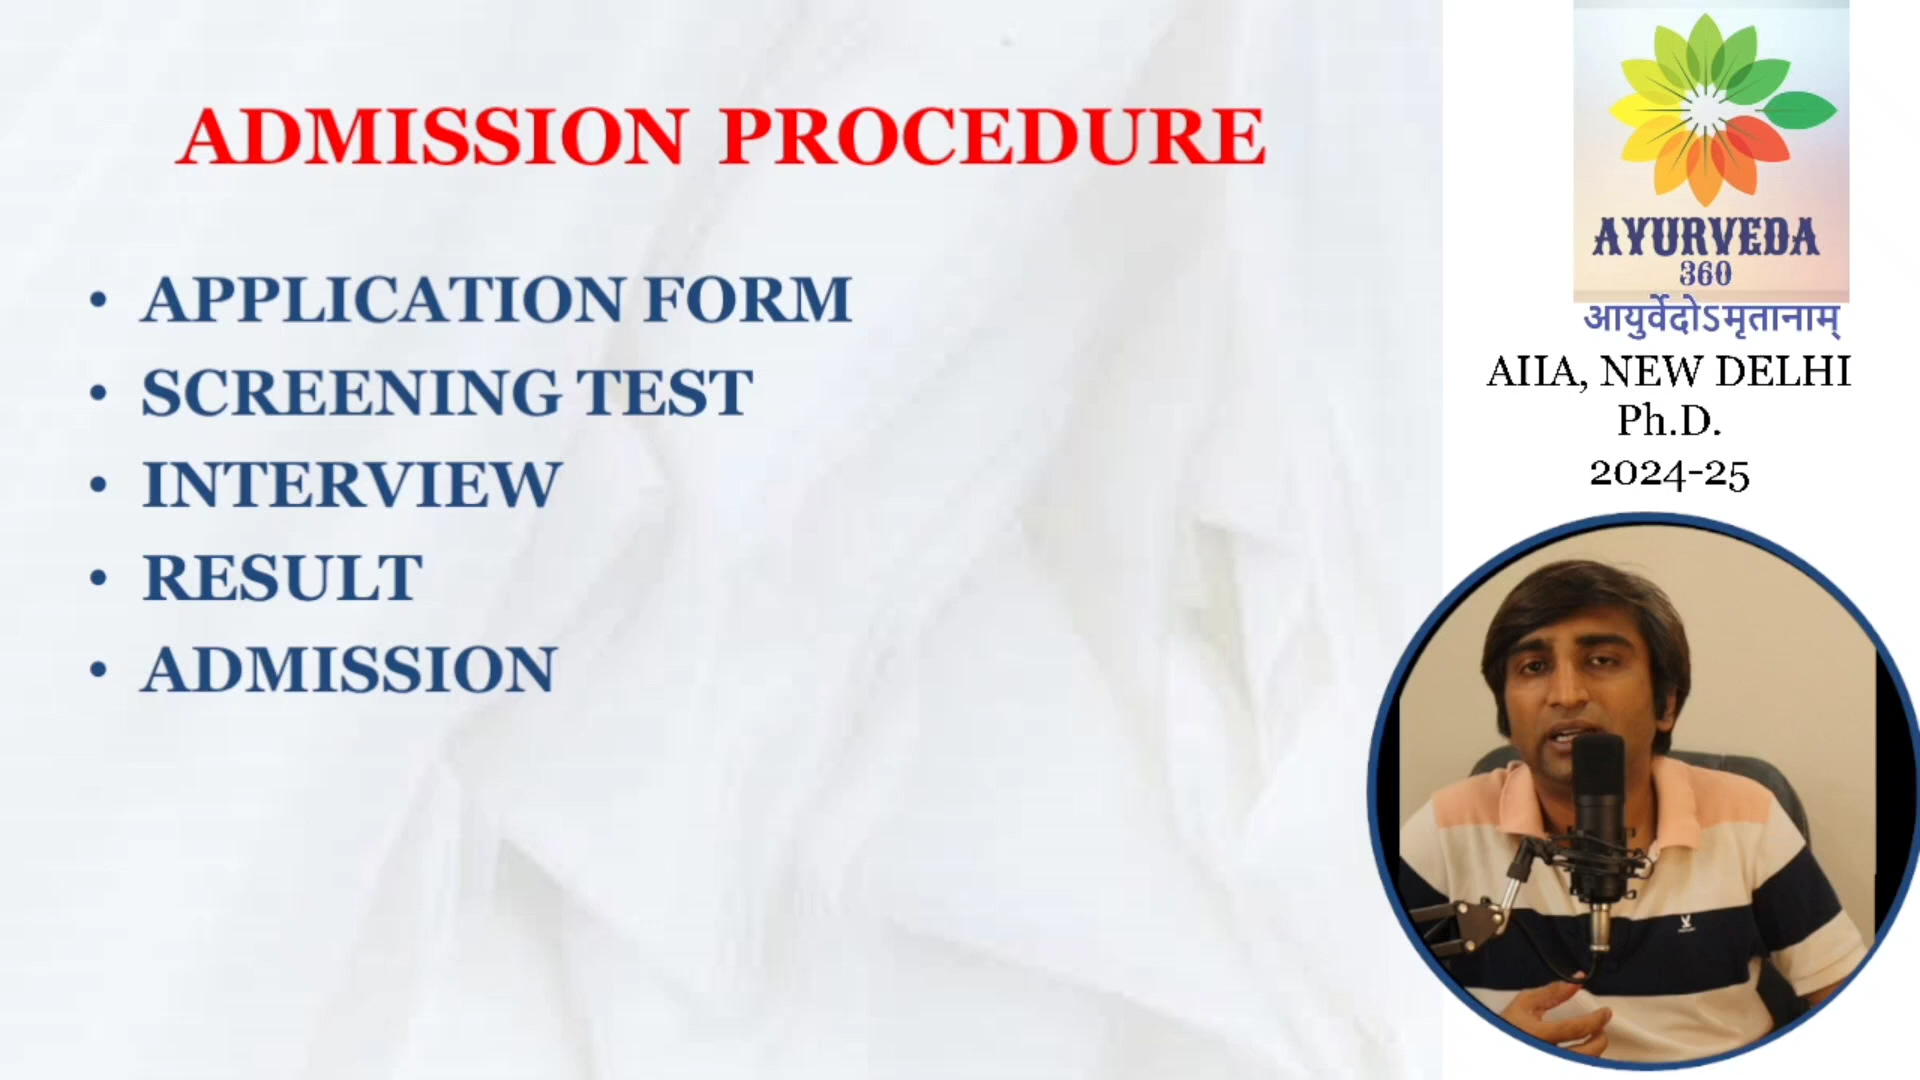 ADMISSION PROCEDURE
• APPLICATION FORM
• SCREENING TEST
• INTERVIEW
• RESULT
• ADMISSION
AYURVEDA
360
आयुर्वेदोऽमृतानाम्
AIIA, NEW DELHI
Ph.D.
2024-25